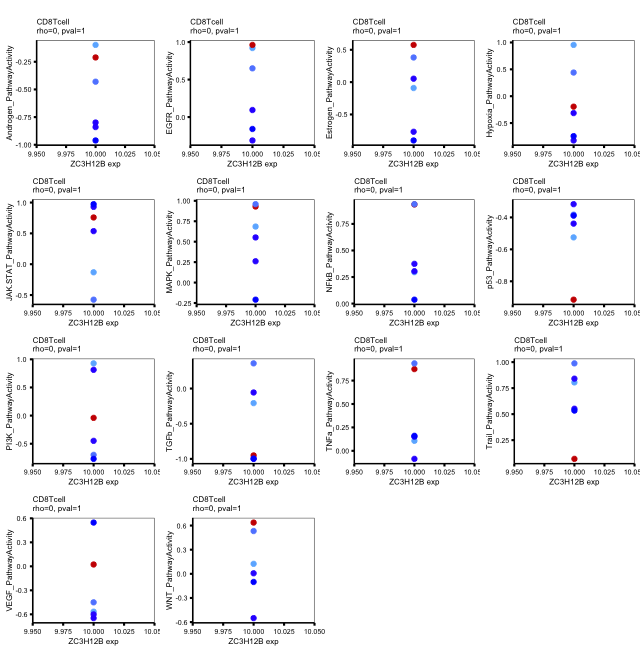 CD8Tcell
rho=0, pval=1
Androgen_PathwayActivity
-0.25
-0.50
-0.75
-1.00
9.950 9.975 10.000 10.025 10.05
ZC3H12B exp
CD8Tcell
rho=0, pval=1
EGFR_PathwayActivity
1.0
0.5
0.0
9.950 9.975 10.000 10.025 10.05
ZC3H12B exp
CD8Tcell
rho=0, pval=1
Estrogen_PathwayActivity
0.5
0.0
-0.5
9.950 9.975 10.000 10.025 10.05
ZC3H12B exp
CD8Tcell
rho=0, pval=1
Hypoxia_PathwayActivity
1.0
0.5
0.0
-0.5
9.950 9.975 10.000 10.025 10.05
ZC3H12B exp
CD8Tcell
rho=0, pval=1
JAK.STAT_PathwayActivity
1.0
0.5
0.0
-0.5
9.950 9.975 10.000 10.025 10.05
ZC3H12B exp
CD8Tcell
rho=0, pval=1
MAPK_PathwayActivity
1.00
0.75
0.50
0.25
0.00
-0.25
9.950 9.975 10.000 10.025 10.05
ZC3H12B exp
CD8Tcell
rho=0, pval=1
NFkB_PathwayActivity
0.75
0.50
0.25
0.00
9.950 9.975 10.000 10.025 10.05
ZC3H12B exp
CD8Tcell
rho=0, pval=1
p53_PathwayActivity
-0.4
-0.6
-0.8
9.950 9.975 10.000 10.025 10.05
ZC3H12B exp
CD8Tcell
rho=0, pval=1
PI3K_PathwayActivity
1.0
0.5
0.0
-0.5
9.950 9.975 10.000 10.025 10.05
ZC3H12B exp
CD8Tcell
rho=0, pval=1
TGFb_PathwayActivity
0.0
-0.5
-1.0
9.950 9.975 10.000 10.025 10.05
ZC3H12B exp
CD8Tcell
rho=0, pval=1
TNFa_PathwayActivity
0.75
0.50
0.25
0.00
9.950 9.975 10.000 10.025 10.05
ZC3H12B exp
CD8Tcell
rho=0, pval=1
Trail_PathwayActivity
1.00
0.75
0.50
0.25
9.950 9.975 10.000 10.025 10.05
ZC3H12B exp
CD8Tcell
rho=0, pval=1
VEGF_PathwayActivity
0.6
0.3
0.0
-0.3
-0.6
9.950 9.975 10.000 10.025 10.05
ZC3H12B exp
CD8Tcell
rho=0, pval=1
WNT_PathwayActivity
0.6
0.3
0.0
-0.3
-0.6
9.950 9.975 10.000 10.025 10.050
ZC3H12B exp